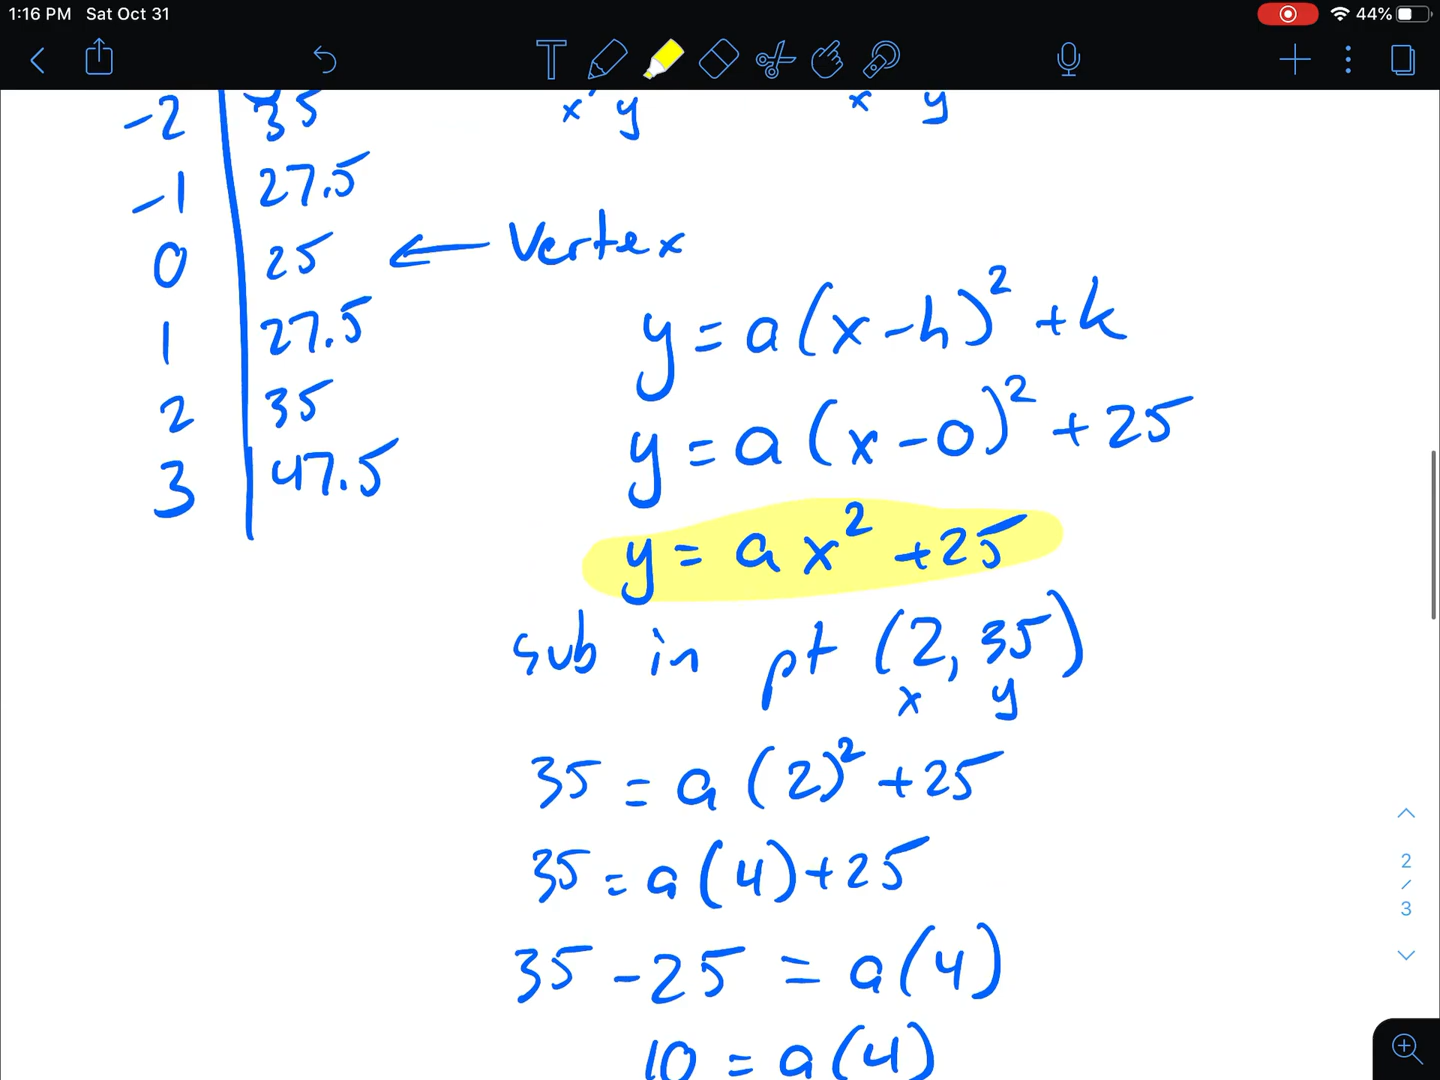 1:16 PM Sat Oct 31
44%
T
-2 35
x y
x y
-1 27.5
0 25 ← Vertex
1 27.5
2 35
3 47.5
y = a(x-h)² +k
y = a(x-0)² +25
y = ax² +25
sub in pt (2, 35)
x y
35 = a(2)² +25
35 = a(4)+25
35 -25 = a(4)
10 = a(4)
2
/
3